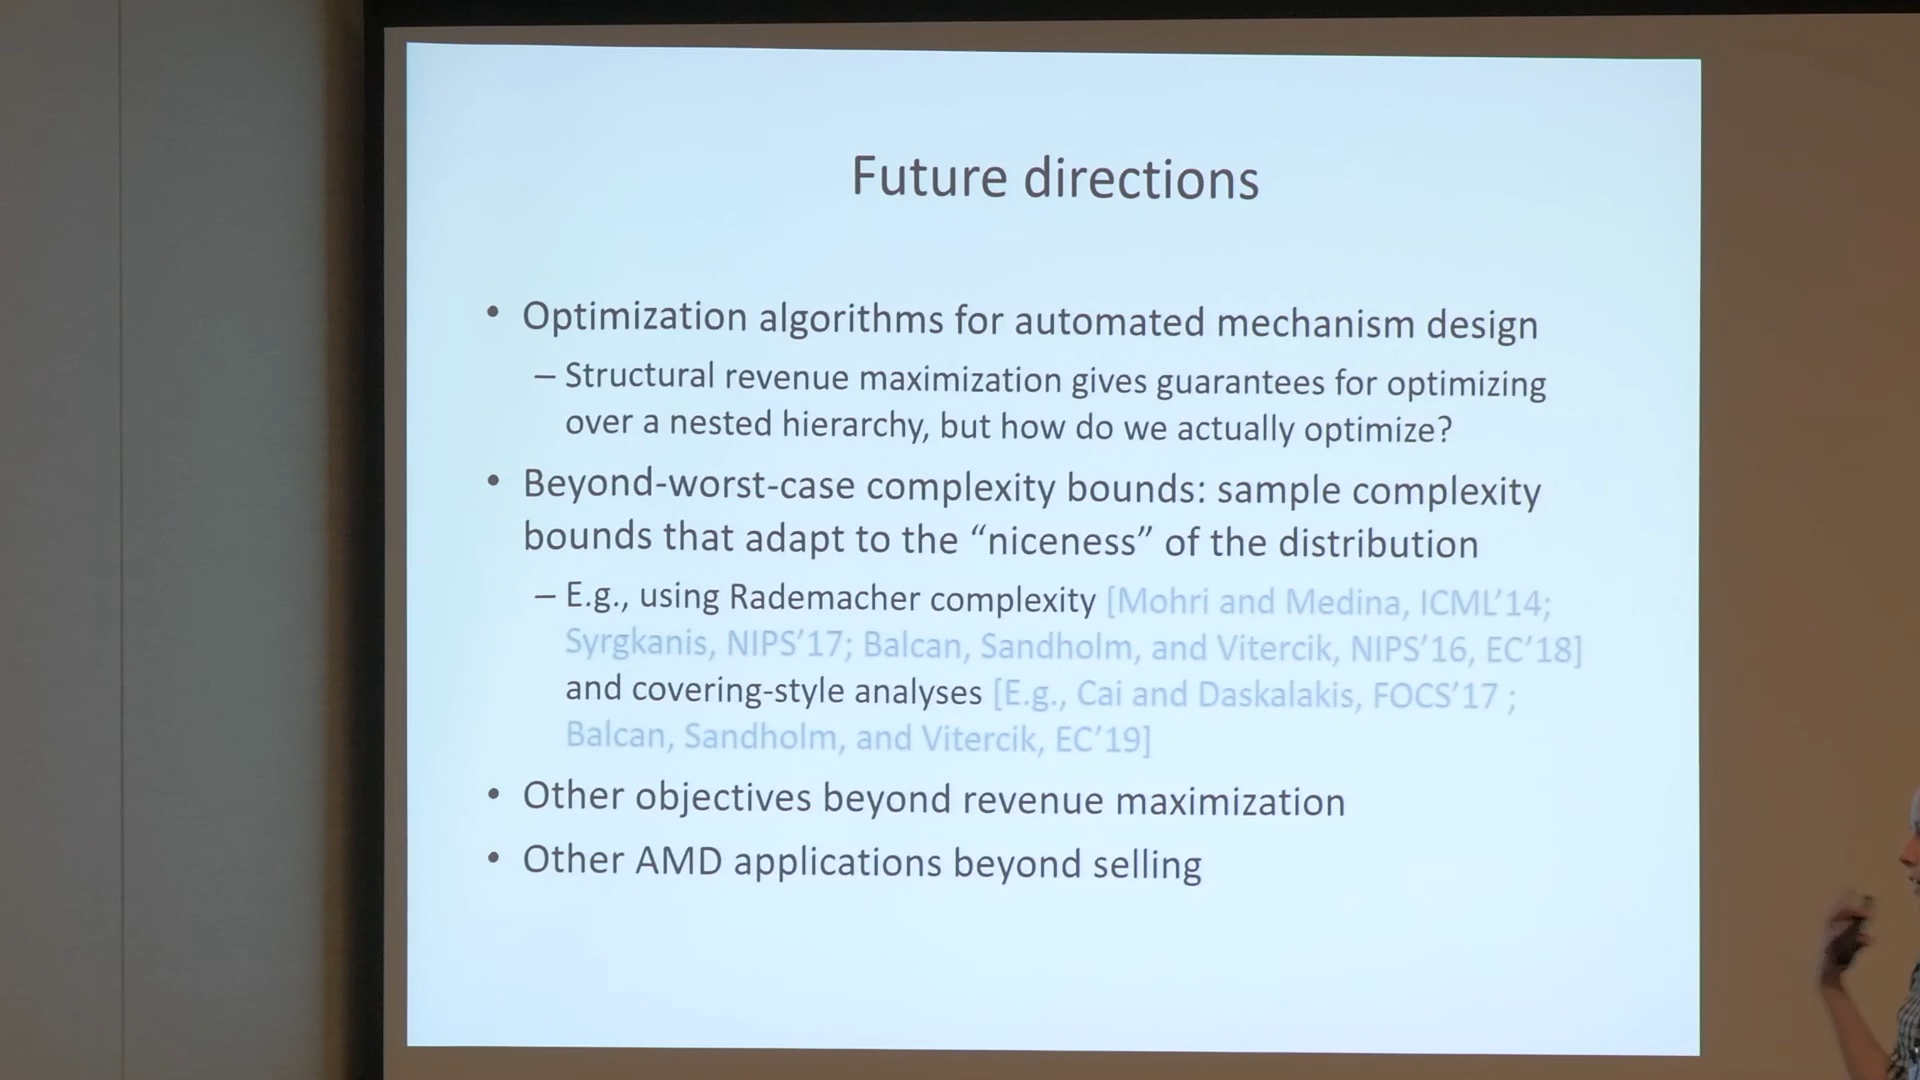 Future directions
• Optimization algorithms for automated mechanism design
– Structural revenue maximization gives guarantees for optimizing
over a nested hierarchy, but how do we actually optimize?
• Beyond-worst-case complexity bounds: sample complexity
bounds that adapt to the “niceness” of the distribution
– E.g., using Rademacher complexity [Mohri and Medina, ICML’14;
Syrgkanis, NIPS’17; Balcan, Sandholm, and Vitercik, NIPS’16, EC’18]
and covering-style analyses [E.g., Cai and Daskalakis, FOCS’17 ;
Balcan, Sandholm, and Vitercik, EC’19]
• Other objectives beyond revenue maximization
• Other AMD applications beyond selling